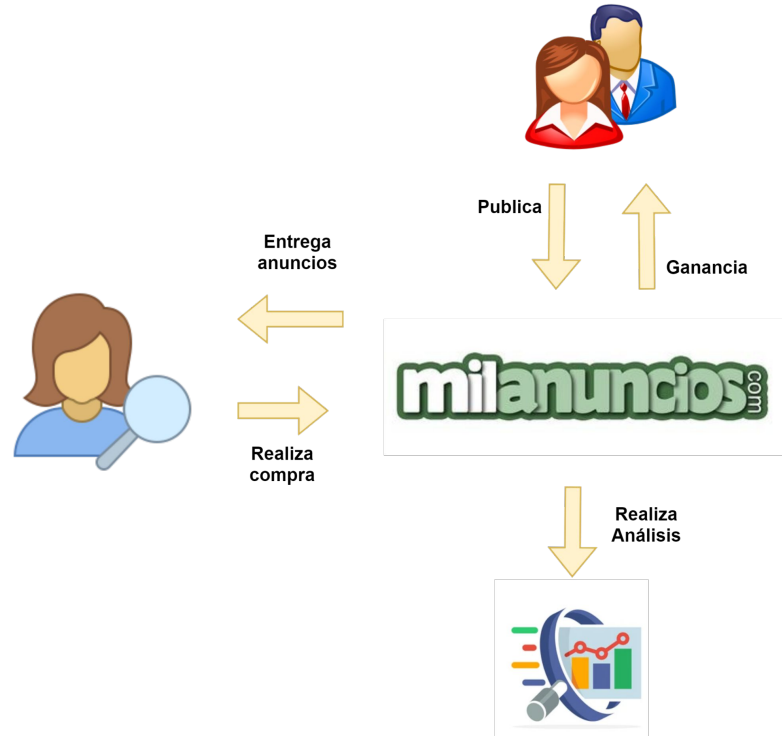 Publica
Ganancia
Entrega
anuncios
milanuncios.com
Realiza
compra
Realiza
Análisis